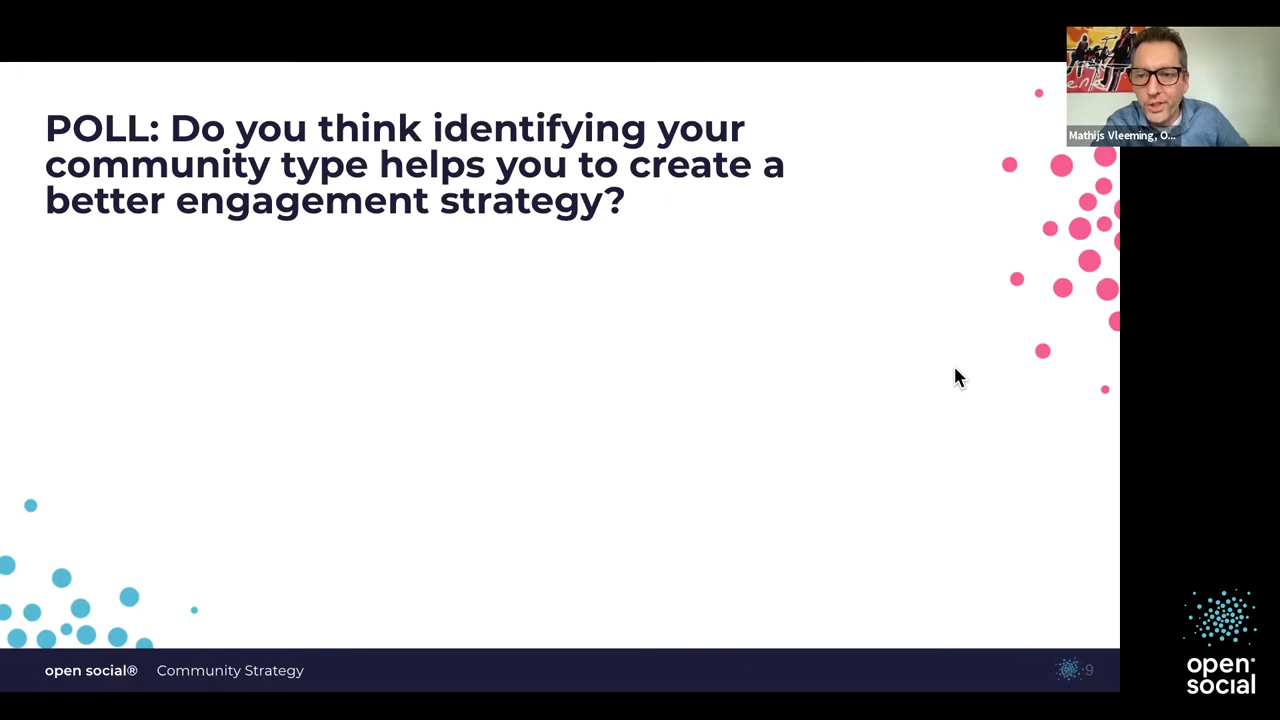 POLL: Do you think identifying your
community type helps you to create a
better engagement strategy?
Mathijs Vleeming, O...
open social® Community Strategy
9
open
social